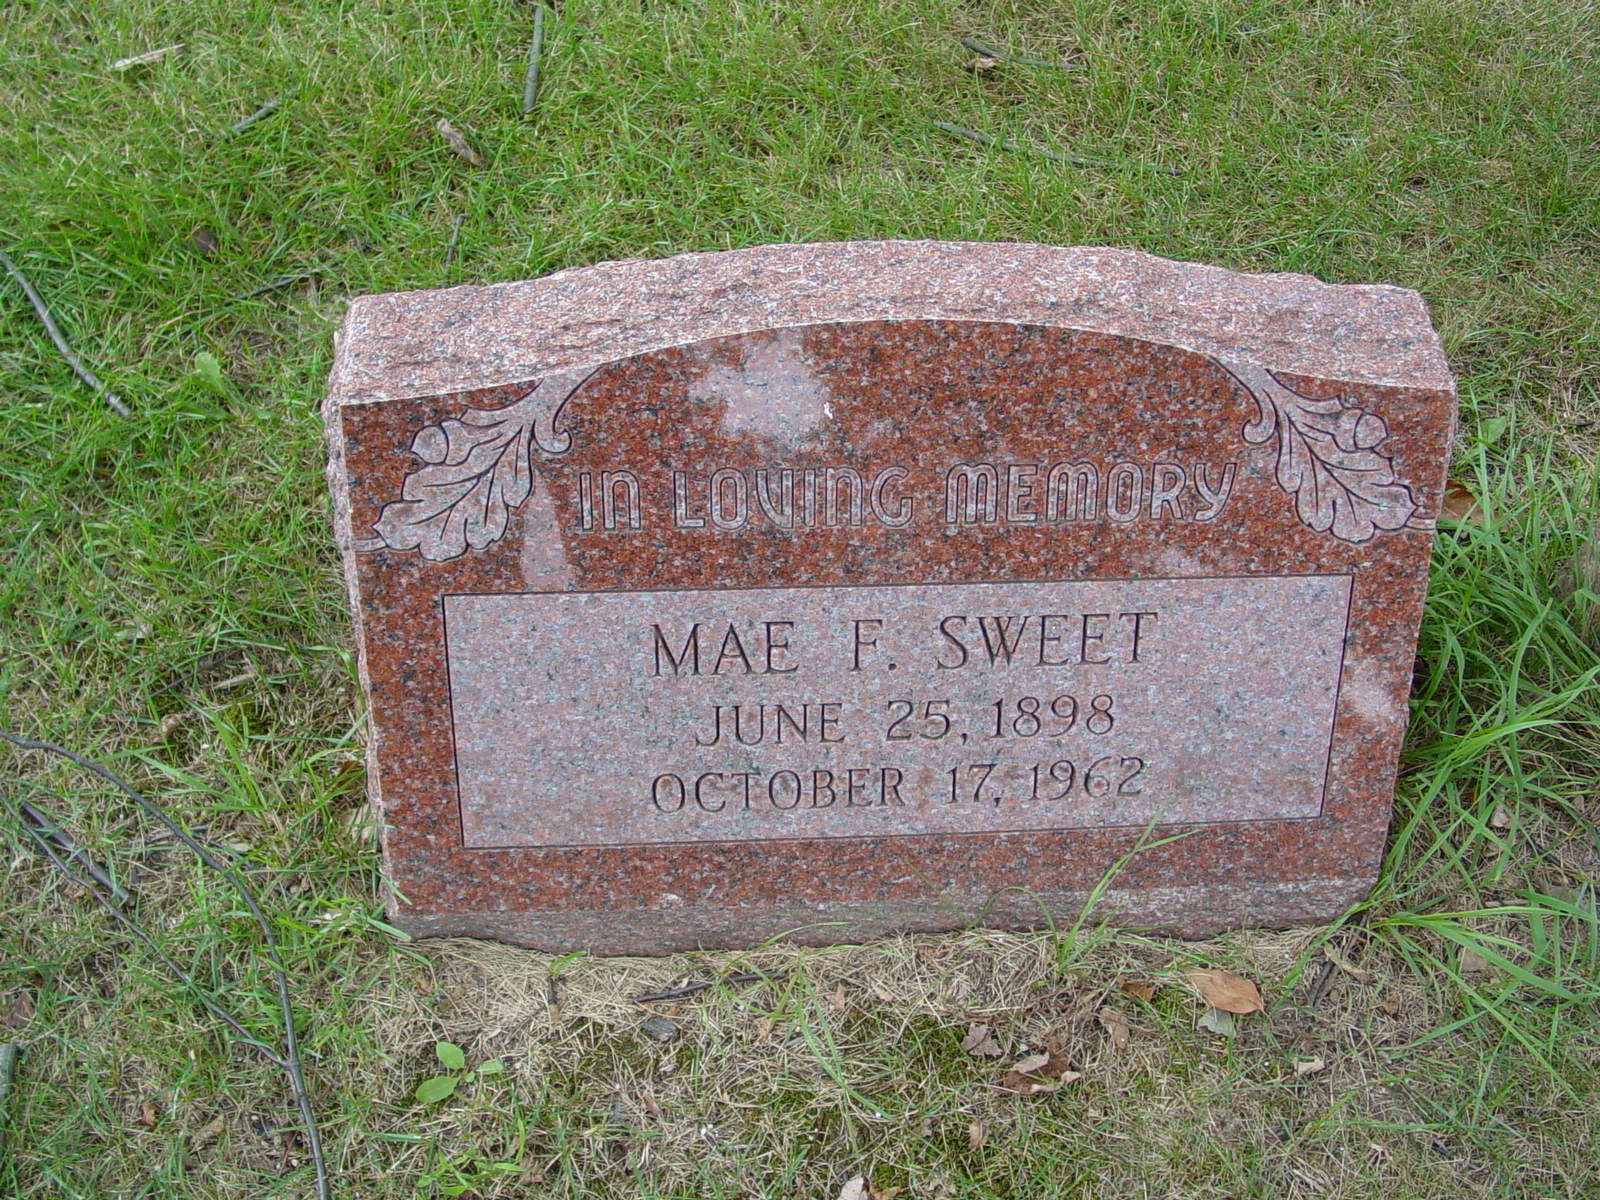 IN LOVING MEMORY
MAE F. SWEET
JUNE 25, 1898
OCTOBER 17, 1962